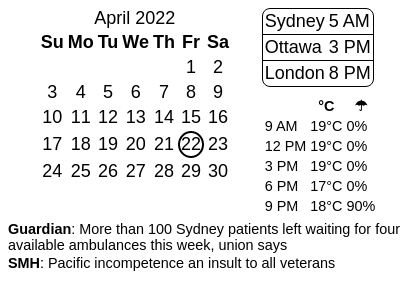 April 2022
Su Mo Tu We Th Fr Sa
1 2
3 4 5 6 7 8 9
10 11 12 13 14 15 16
17 18 19 20 21 22 23
24 25 26 27 28 29 30
Sydney 5 AM
Ottawa 3 PM
London 8 PM
°C ☂
9 AM 19°C 0%
12 PM 19°C 0%
3 PM 19°C 0%
6 PM 17°C 0%
9 PM 18°C 90%
Guardian: More than 100 Sydney patients left waiting for four
available ambulances this week, union says
SMH: Pacific incompetence an insult to all veterans